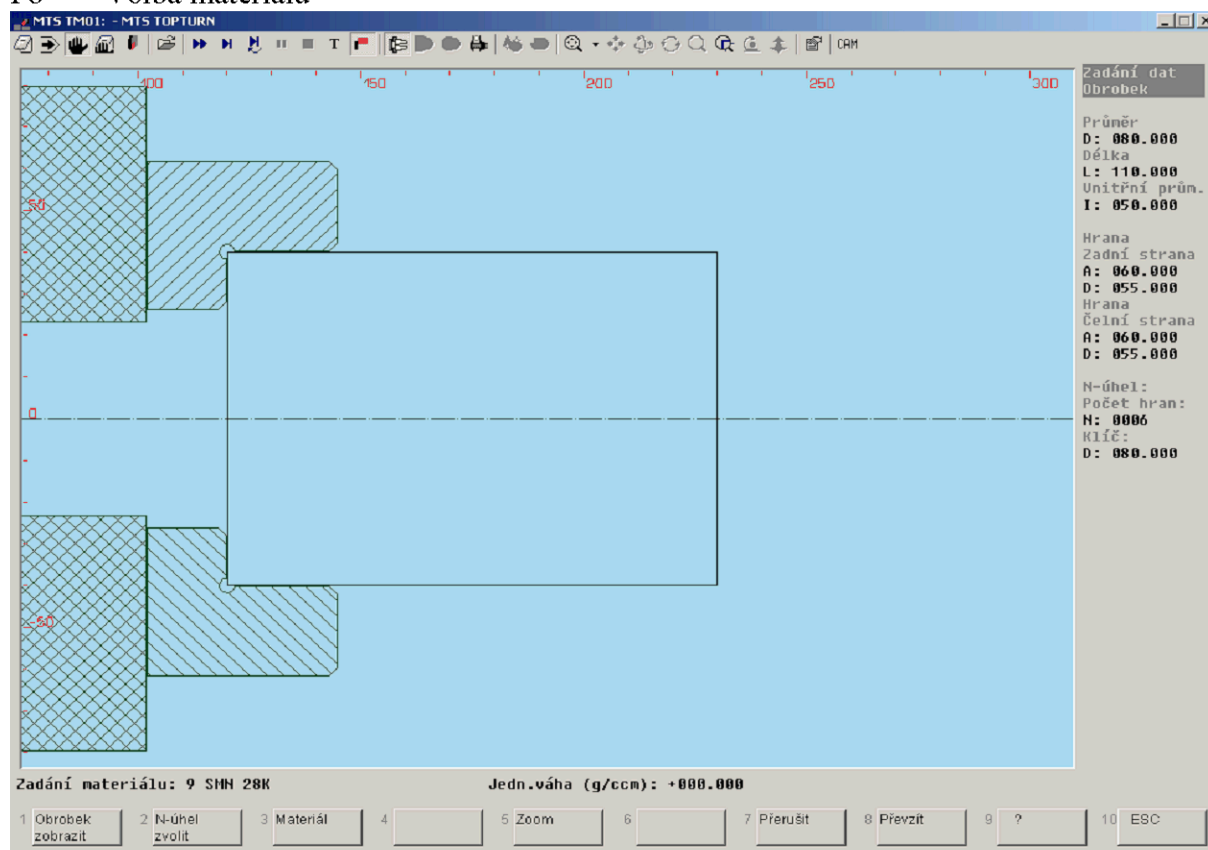 MTS TM01: - MTS TOPTURN
T CAM
100 150 200 250 300
50
0
-50
Zadání dat
Obrobek
Průměr
D: 080.000
Délka
L: 110.000
Vnitřní prům.
I: 050.000
Hrana
Zadní strana
A: 060.000
D: 055.000
Hrana
Čelní strana
A: 060.000
D: 055.000
N-úhel:
Počet hran:
N: 0006
Klíč:
D: 080.000
Zadání materiálu: 9 SMN 28K Jedn.váha (g/ccm): +000.000
1 Obrobek zobrazit
2 N-úhel zvolit
3 Materiál
4
5 Zoom
6
7 Přerušit
8 Převzít
9 ?
10 ESC